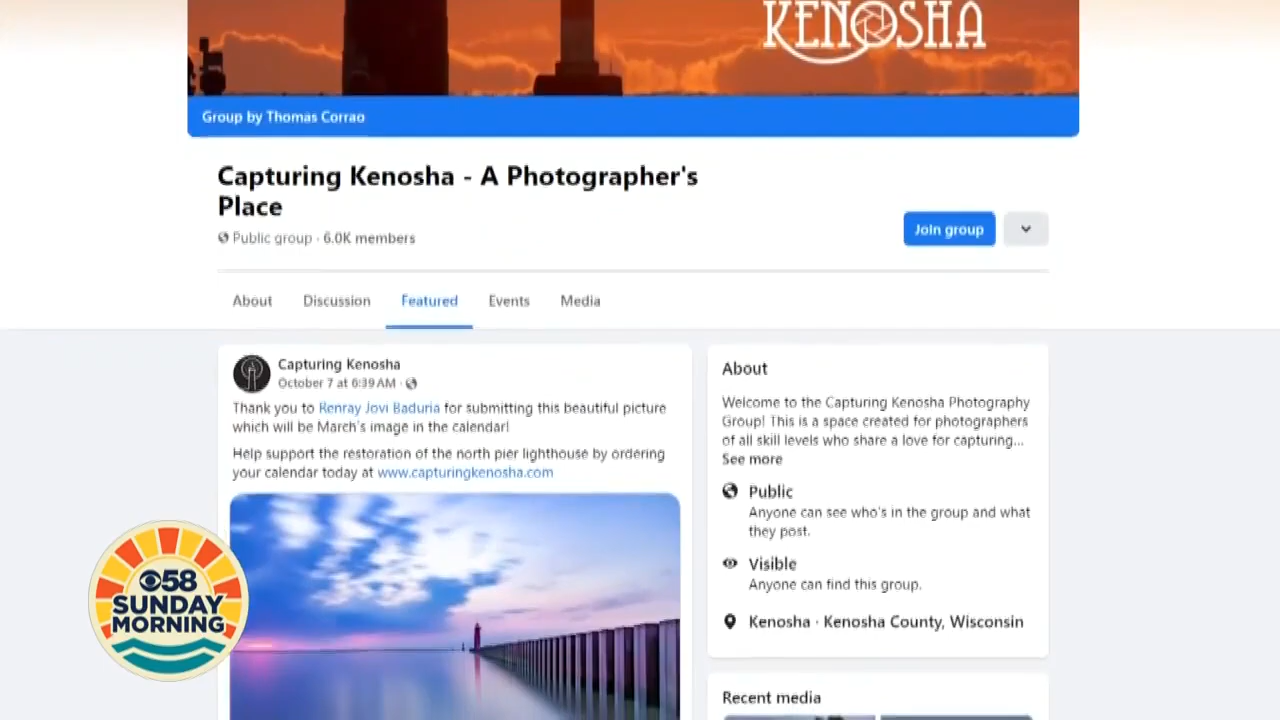 KENOSHA
Group by Thomas Corrao
Capturing Kenosha - A Photographer's
Place
Public group · 6.0K members
Join group
About
Discussion
Featured
Events
Media
Capturing Kenosha
October 7 at 6:39 AM ·
Thank you to Renray Jovi Baduria for submitting this beautiful picture
which will be March's image in the calendar!
Help support the restoration of the north pier lighthouse by ordering
your calendar today at www.capturingkenosha.com
About
Welcome to the Capturing Kenosha Photography
Group! This is a space created for photographers
of all skill levels who share a love for capturing...
See more
Public
Anyone can see who's in the group and what
they post.
Visible
Anyone can find this group.
Kenosha · Kenosha County, Wisconsin
Recent media
58
SUNDAY
MORNING